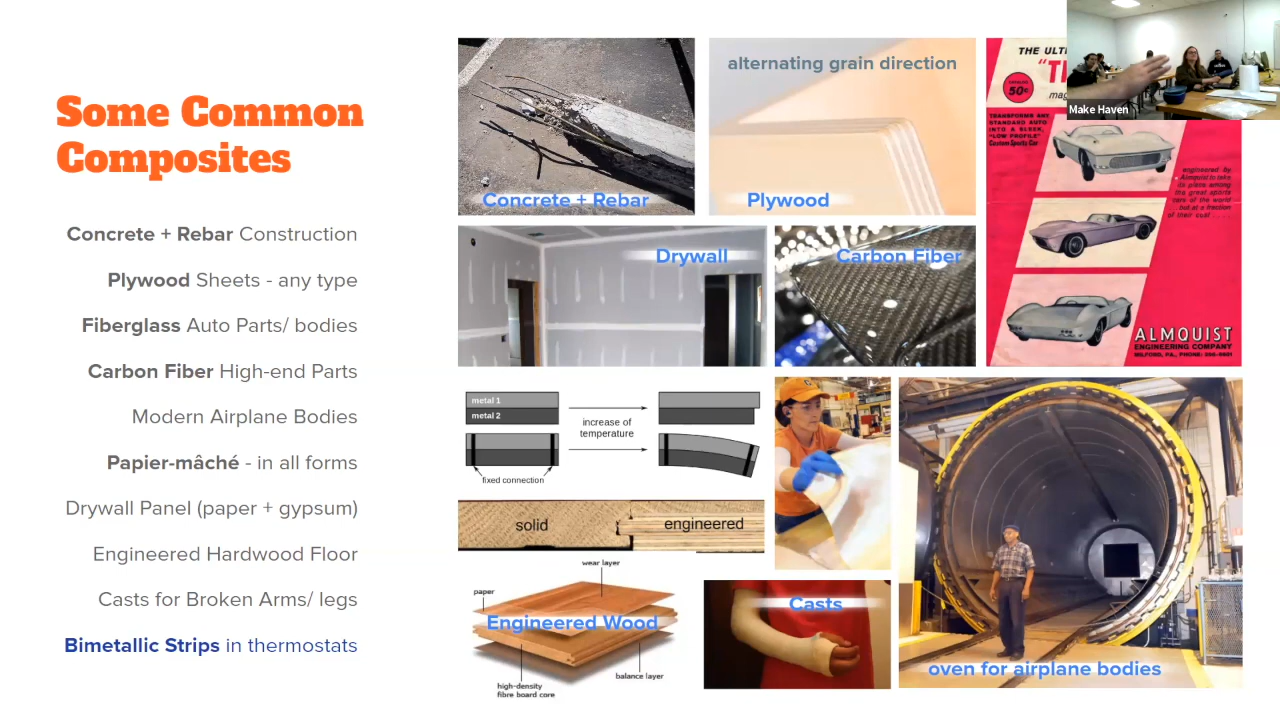 Some Common
Composites
Concrete + Rebar Construction
Plywood Sheets - any type
Fiberglass Auto Parts/ bodies
Carbon Fiber High-end Parts
Modern Airplane Bodies
Papier-mâché - in all forms
Drywall Panel (paper + gypsum)
Engineered Hardwood Floor
Casts for Broken Arms/ legs
Bimetallic Strips in thermostats
Concrete + Rebar
alternating grain direction
Plywood
Drywall
Carbon Fiber
THE
50¢
TRANSFORMS ANY
STANDARD AUTO
INTO A SLEEK,
"LOW PROFILE"
Custom Sports Car
engineered by
Almquist to take
its place among
the great sports
cars of the world
. . . but at a fraction
of their cost . . . .
ALMQUIST
ENGINEERING COMPANY
MILFORD, PA., PHONE:
Make Haven
metal 1
metal 2
increase of
temperature
fixed connection
solid
engineered
wear layer
paper
Engineered Wood
balance layer
high-density
fibre board core
Casts
oven for airplane bodies